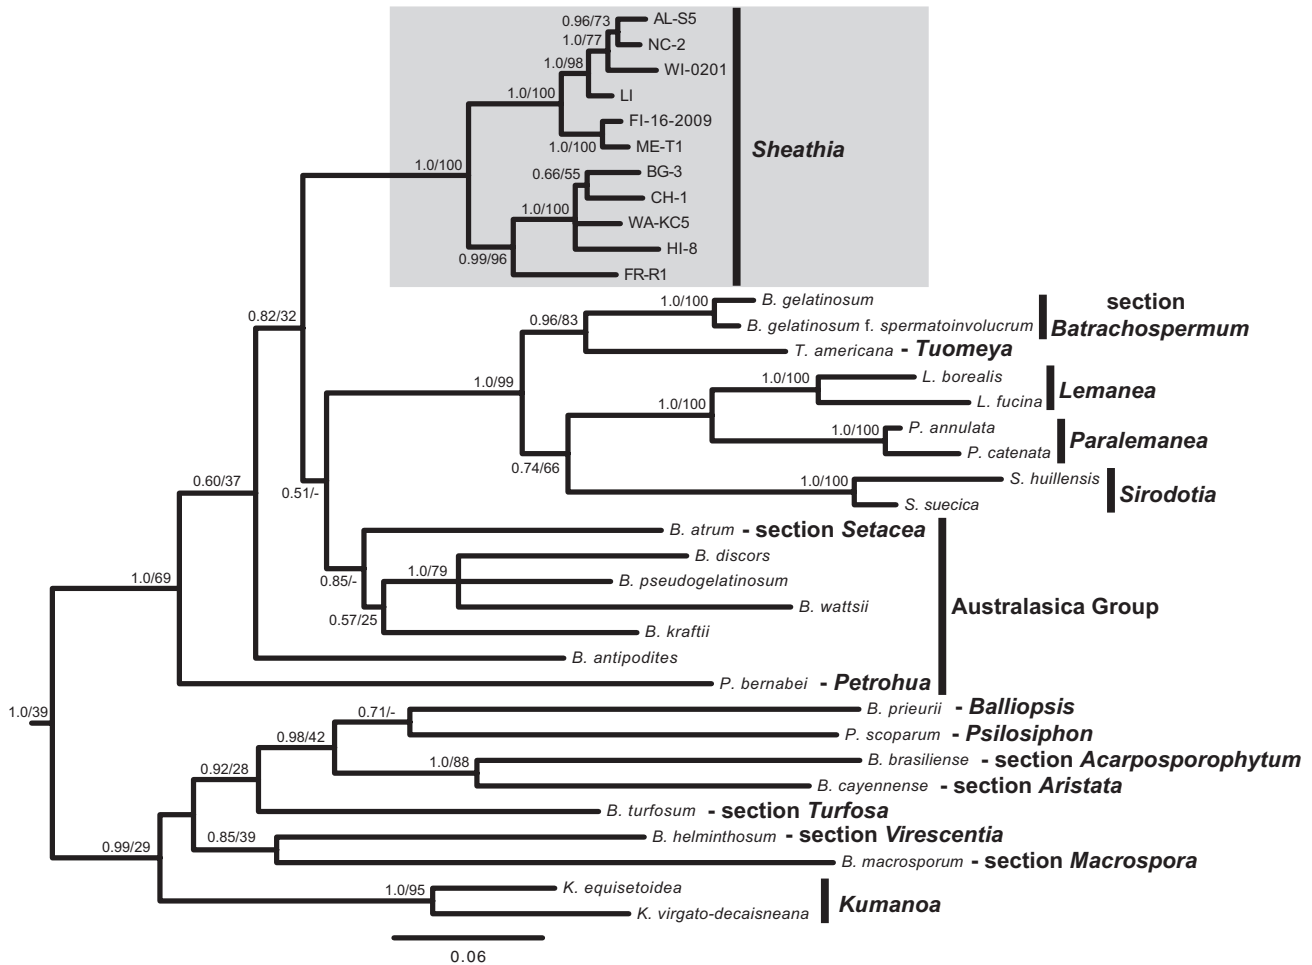 0.96/73
AL-S5
1.0/77
NC-2
1.0/98
WI-0201
1.0/100
LI
FI-16-2009
1.0/100
ME-T1
Sheathia
1.0/100
0.66/55
BG-3
CH-1
1.0/100
WA-KC5
HI-8
0.99/96
FR-R1
1.0/100
B. gelatinosum
section
Batrachospermum
0.82/32
0.96/83
B. gelatinosum f. spermatoinvolucrum
T. americana - Tuomeya
1.0/99
1.0/100
L. borealis
Lemanea
L. fucina
1.0/100
1.0/100
P. annulata
Paralemanea
P. catenata
0.74/66
0.60/37
0.51/-
1.0/100
S. huillensis
Sirodotia
S. suecica
B. atrum - section Setacea
B. discors
1.0/79
0.85/-
B. pseudogelatinosum
1.0/69
B. wattsii
Australasica Group
0.57/25
B. kraftii
B. antipodites
P. bernabei - Petrohua
1.0/39
0.71/-
B. prieurii - Balliopsis
P. scoparum - Psilosiphon
0.98/42
1.0/88
B. brasiliense - section Acarposporophytum
0.92/28
B. cayennense - section Aristata
B. turfosum - section Turfosa
0.85/39
B. helminthosum - section Virescentia
0.99/29
B. macrosporum - section Macrospora
1.0/95
K. equisetoidea
Kumanoa
K. virgato-decaisneana
0.06